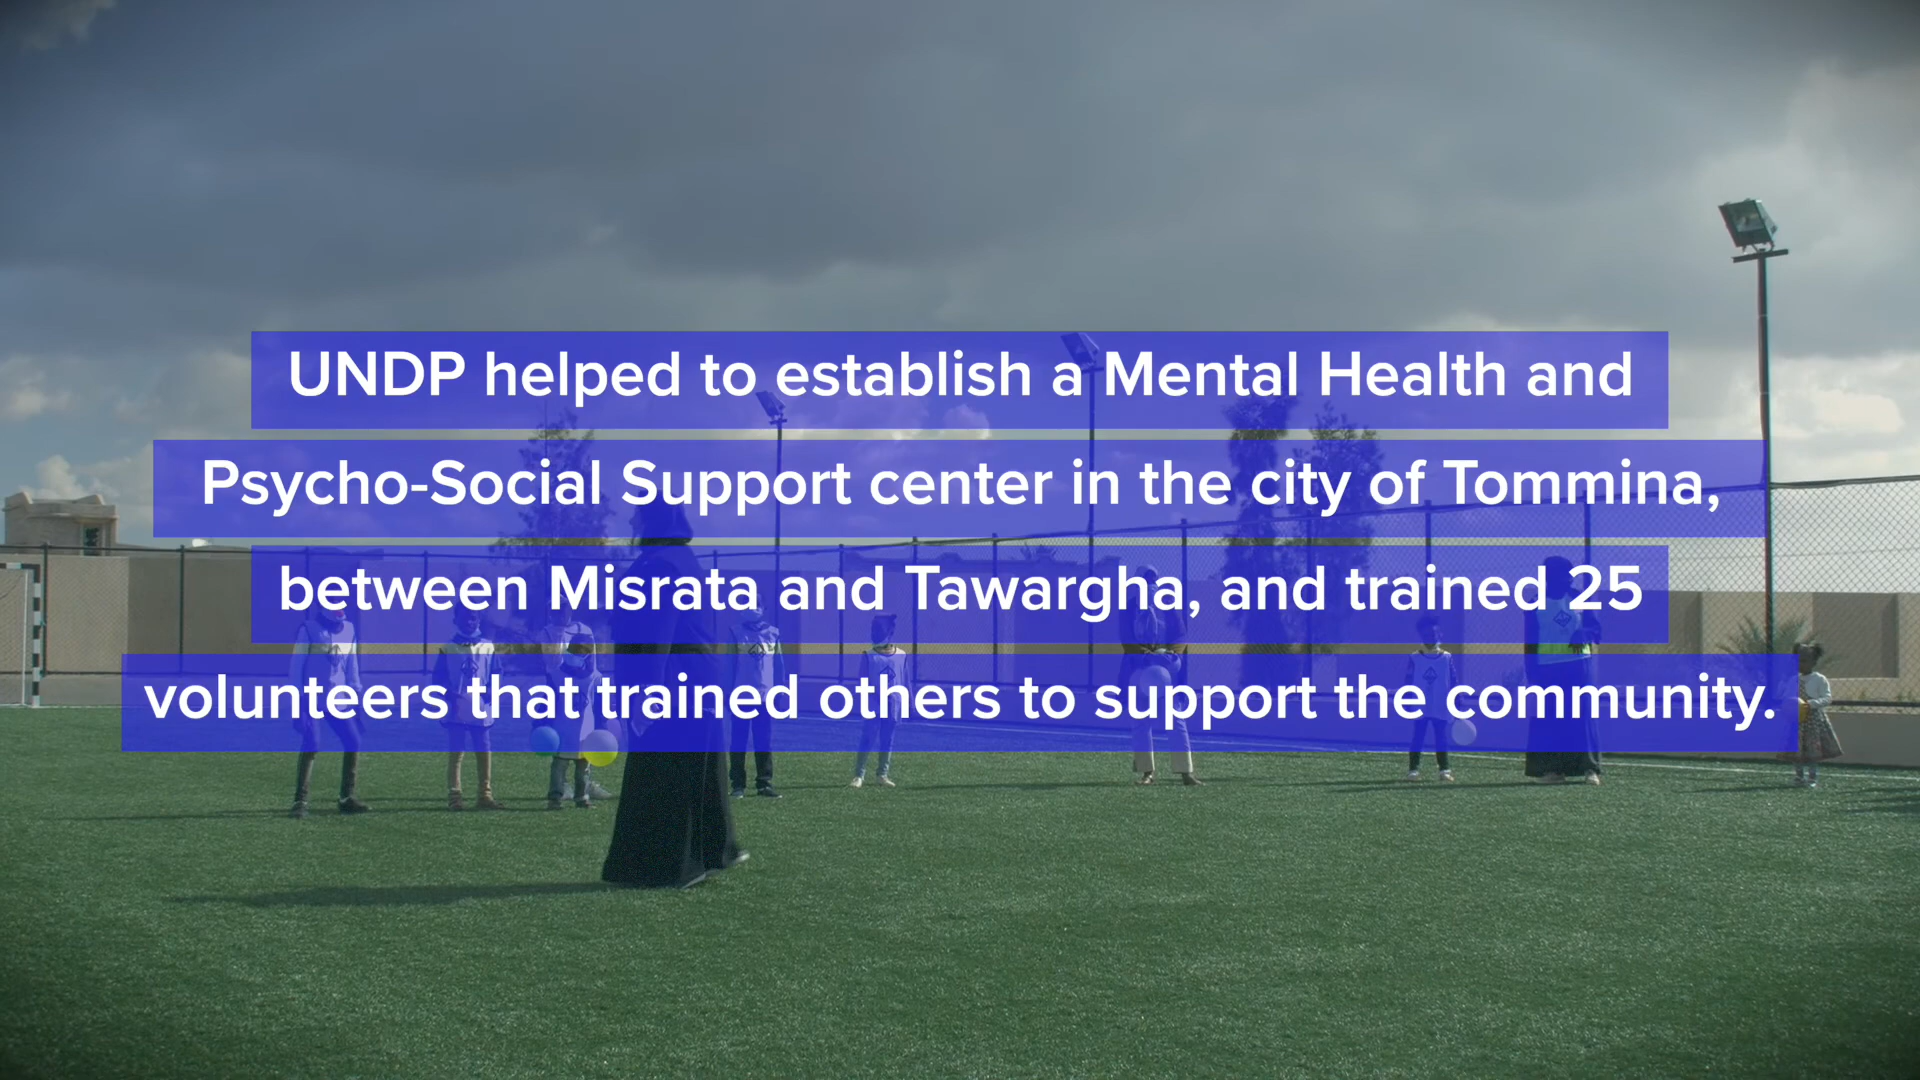 UNDP helped to establish a Mental Health and
Psycho-Social Support center in the city of Tommina,
between Misrata and Tawargha, and trained 25
volunteers that trained others to support the community.